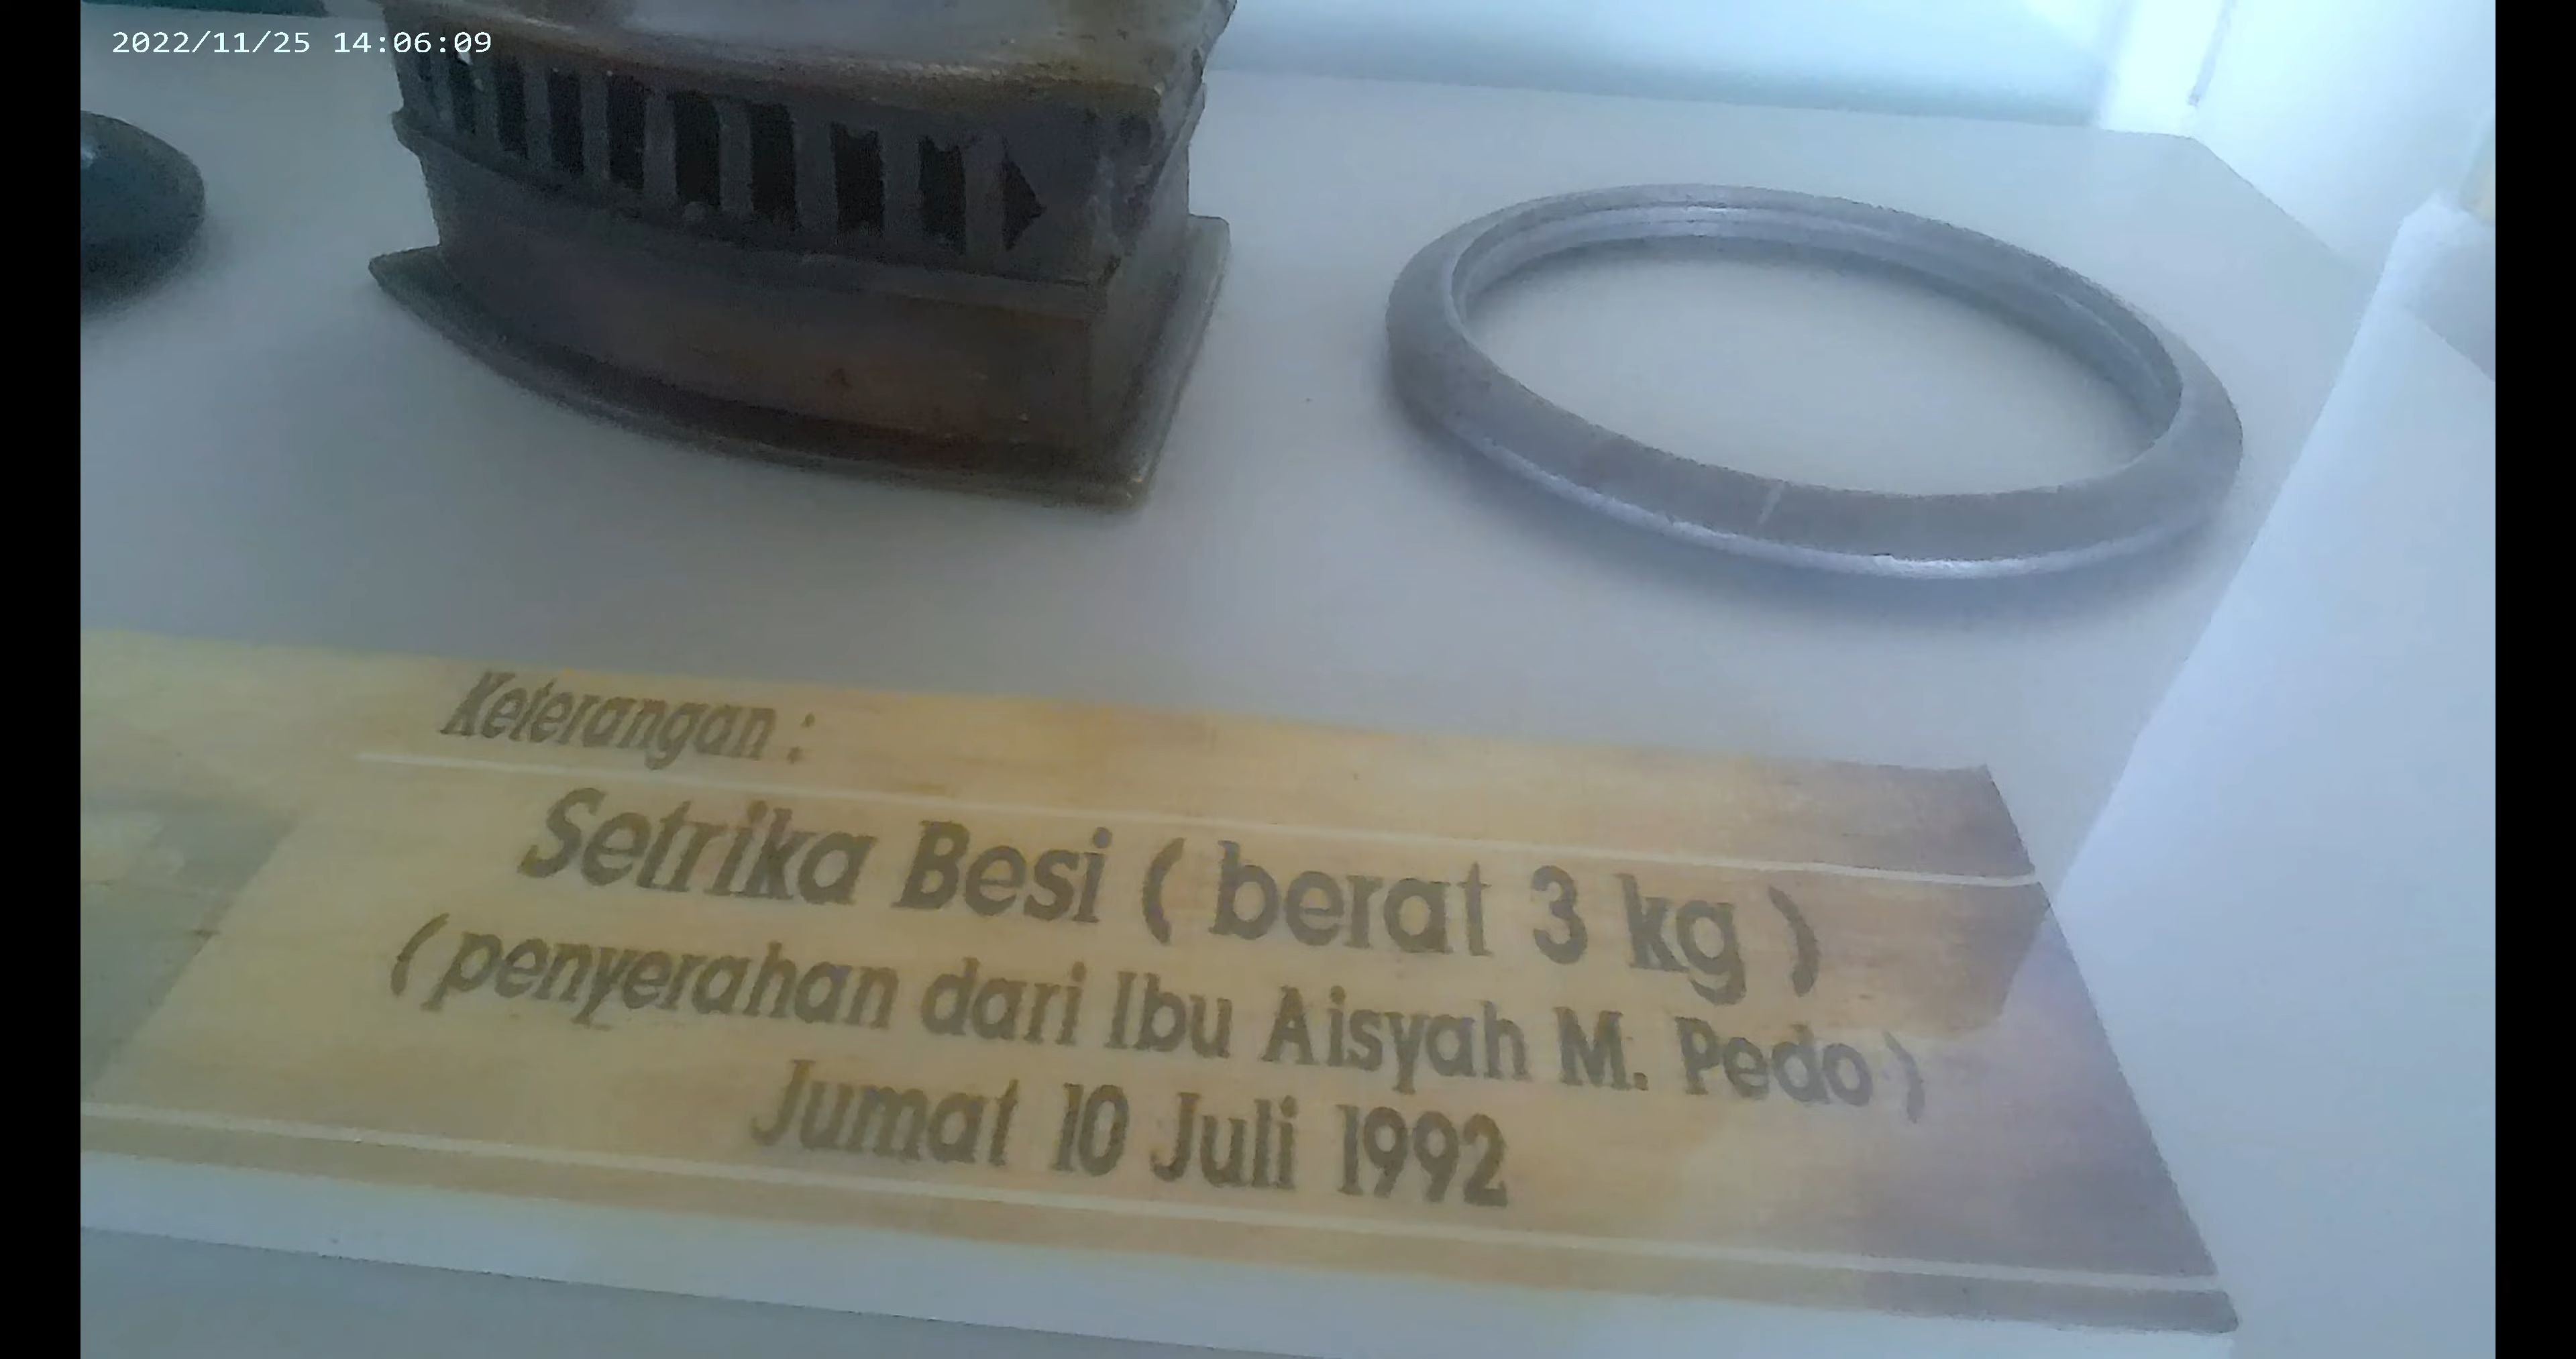 2022/11/25 14:06:09
Keterangan :
Setrika Besi ( berat 3 kg )
( penyerahan dari Ibu Aisyah M. Pedo )
Jumat 10 Juli 1992